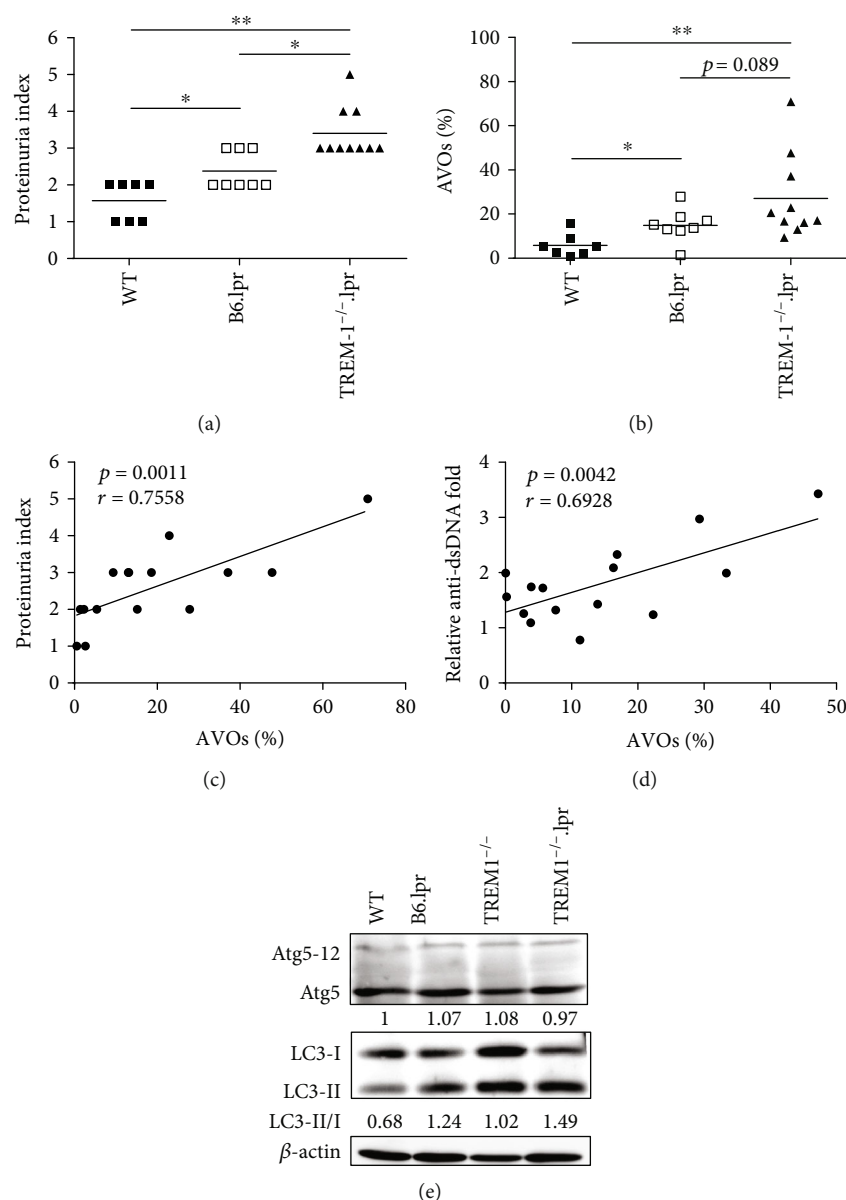 6
5
4
3
2
1
0
Proteinuria index
**
*
*
WT
B6.lpr
TREM-1⁻/⁻.lpr
(a)
100
80
60
40
20
0
AVOs (%)
**
p = 0.089
*
WT
B6.lpr
TREM-1⁻/⁻.lpr
(b)
6
5
4
3
2
1
0
Proteinuria index
p = 0.0011
r = 0.7558
0 20 40 60 80
AVOs (%)
(c)
4
3
2
1
0
Relative anti-dsDNA fold
p = 0.0042
r = 0.6928
0 10 20 30 40 50
AVOs (%)
(d)
WT
B6.lpr
TREM1⁻/⁻
TREM1⁻/⁻.lpr
Atg5-12
Atg5
1 1.07 1.08 0.97
LC3-I
LC3-II
LC3-II/I 0.68 1.24 1.02 1.49
β-actin
(e)